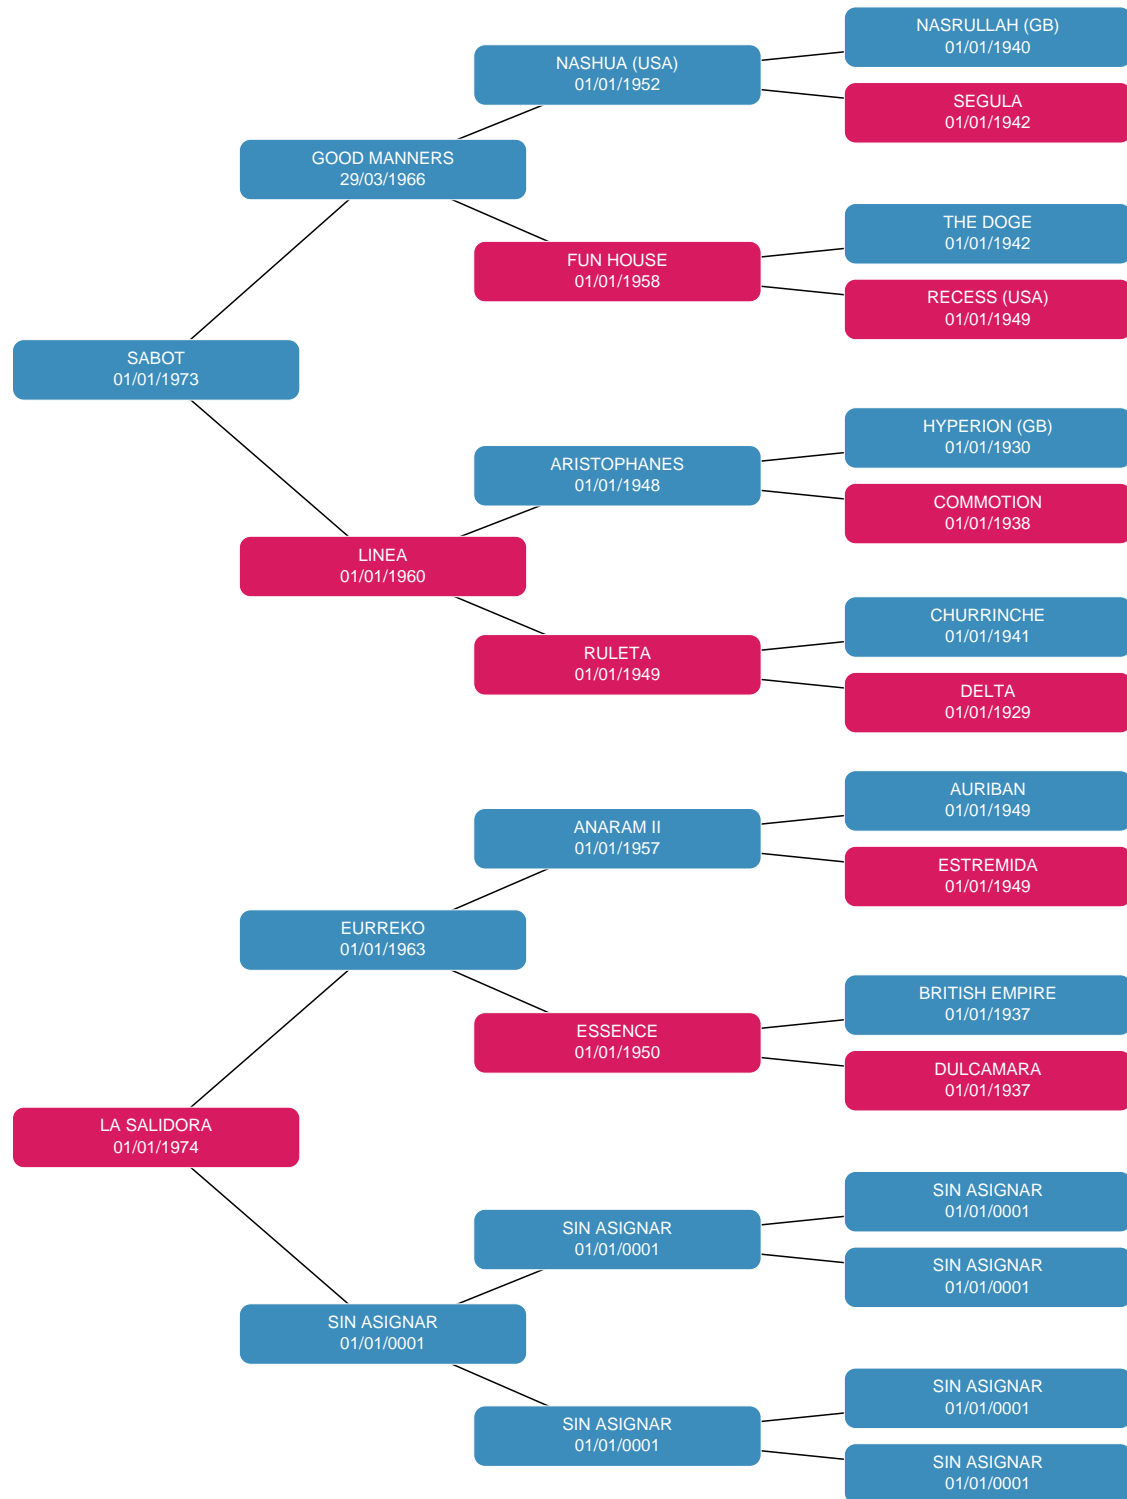 NASRULLAH (GB)
01/01/1940
NASHUA (USA)
01/01/1952
SEGULA
01/01/1942
GOOD MANNERS
29/03/1966
THE DOGE
01/01/1942
FUN HOUSE
01/01/1958
RECESS (USA)
01/01/1949
SABOT
01/01/1973
HYPERION (GB)
01/01/1930
ARISTOPHANES
01/01/1948
COMMOTION
01/01/1938
LINEA
01/01/1960
CHURRINCHE
01/01/1941
RULETA
01/01/1949
DELTA
01/01/1929
AURIBAN
01/01/1949
ANARAM II
01/01/1957
ESTREMIDA
01/01/1949
EURREKO
01/01/1963
BRITISH EMPIRE
01/01/1937
ESSENCE
01/01/1950
DULCAMARA
01/01/1937
LA SALIDORA
01/01/1974
SIN ASIGNAR
01/01/0001
SIN ASIGNAR
01/01/0001
SIN ASIGNAR
01/01/0001
SIN ASIGNAR
01/01/0001
SIN ASIGNAR
01/01/0001
SIN ASIGNAR
01/01/0001
SIN ASIGNAR
01/01/0001